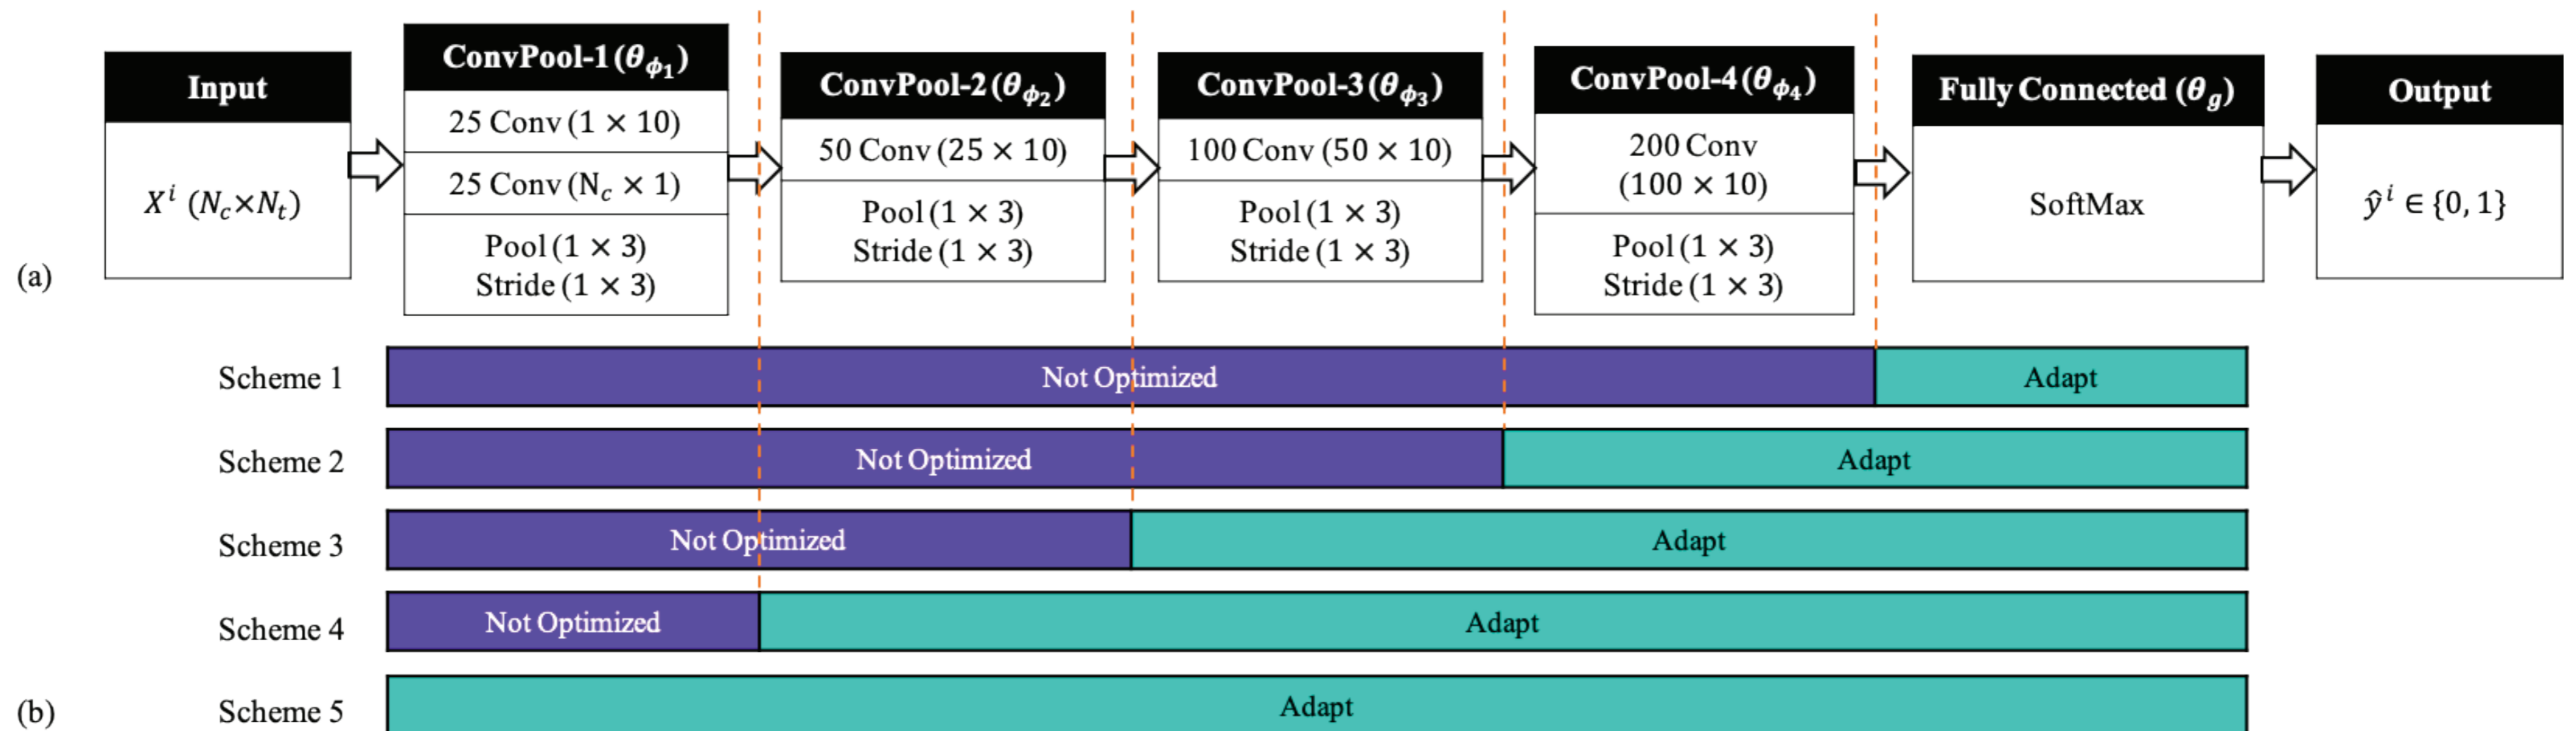 Input
X^i (N_c×N_t)
ConvPool-1 (θ_ϕ1)
25 Conv (1 × 10)
25 Conv (N_c × 1)
Pool (1 × 3)
Stride (1 × 3)
ConvPool-2 (θ_ϕ2)
50 Conv (25 × 10)
Pool (1 × 3)
Stride (1 × 3)
ConvPool-3 (θ_ϕ3)
100 Conv (50 × 10)
Pool (1 × 3)
Stride (1 × 3)
ConvPool-4 (θ_ϕ4)
200 Conv
(100 × 10)
Pool (1 × 3)
Stride (1 × 3)
Fully Connected (θ_g)
SoftMax
Output
ŷ^i ∈ {0, 1}
(a)
Scheme 1
Not Optimized
Adapt
Scheme 2
Not Optimized
Adapt
Scheme 3
Not Optimized
Adapt
Scheme 4
Not Optimized
Adapt
(b)
Scheme 5
Adapt